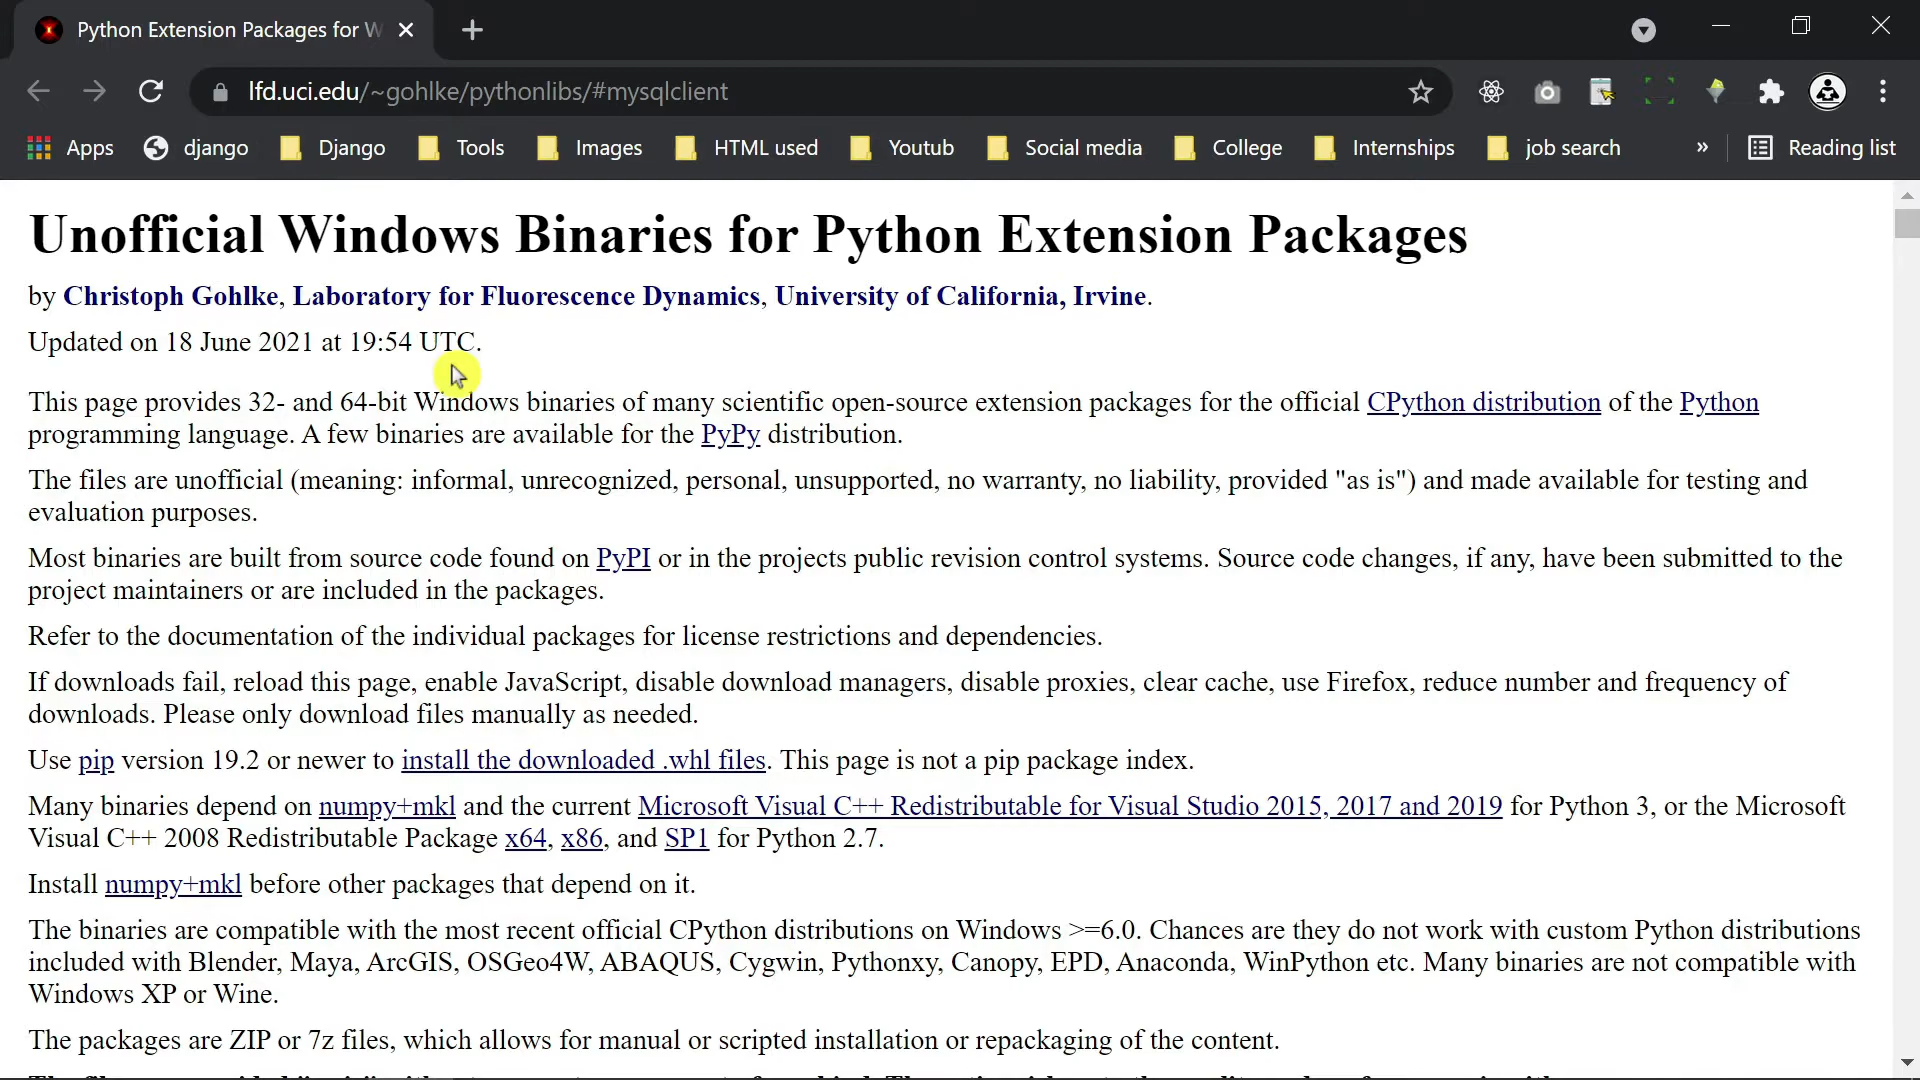 Python Extension Packages for W
lfd.uci.edu/~gohlke/pythonlibs/#mysqlclient
Apps django Django Tools Images HTML used Youtub Social media College Internships job search » Reading list
Unofficial Windows Binaries for Python Extension Packages
by Christoph Gohlke, Laboratory for Fluorescence Dynamics, University of California, Irvine.
Updated on 18 June 2021 at 19:54 UTC.
This page provides 32- and 64-bit Windows binaries of many scientific open-source extension packages for the official CPython distribution of the Python
programming language. A few binaries are available for the PyPy distribution.
The files are unofficial (meaning: informal, unrecognized, personal, unsupported, no warranty, no liability, provided "as is") and made available for testing and
evaluation purposes.
Most binaries are built from source code found on PyPI or in the projects public revision control systems. Source code changes, if any, have been submitted to the
project maintainers or are included in the packages.
Refer to the documentation of the individual packages for license restrictions and dependencies.
If downloads fail, reload this page, enable JavaScript, disable download managers, disable proxies, clear cache, use Firefox, reduce number and frequency of
downloads. Please only download files manually as needed.
Use pip version 19.2 or newer to install the downloaded .whl files. This page is not a pip package index.
Many binaries depend on numpy+mkl and the current Microsoft Visual C++ Redistributable for Visual Studio 2015, 2017 and 2019 for Python 3, or the Microsoft
Visual C++ 2008 Redistributable Package x64, x86, and SP1 for Python 2.7.
Install numpy+mkl before other packages that depend on it.
The binaries are compatible with the most recent official CPython distributions on Windows >=6.0. Chances are they do not work with custom Python distributions
included with Blender, Maya, ArcGIS, OSGeo4W, ABAQUS, Cygwin, Pythonxy, Canopy, EPD, Anaconda, WinPython etc. Many binaries are not compatible with
Windows XP or Wine.
The packages are ZIP or 7z files, which allows for manual or scripted installation or repackaging of the content.